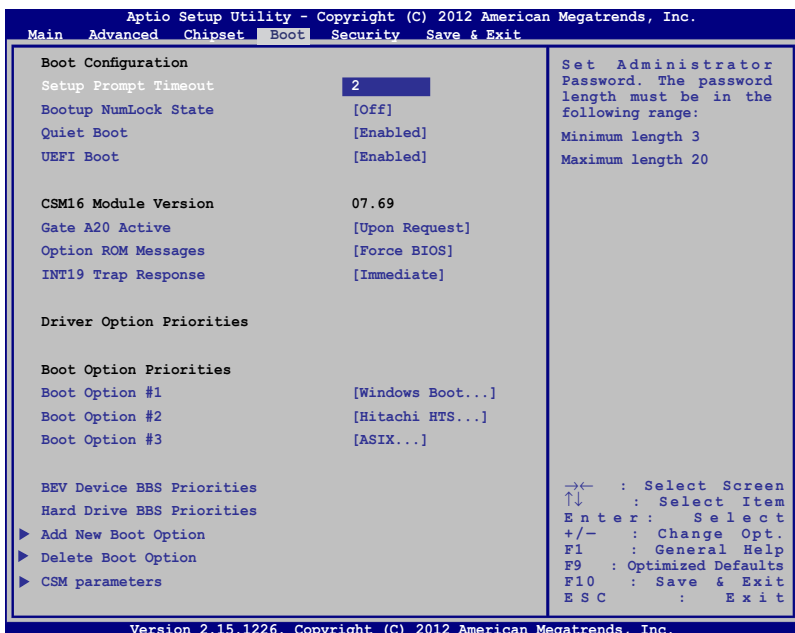 Aptio Setup Utility - Copyright (C) 2012 American Megatrends, Inc.
Main Advanced Chipset Boot Security Save & Exit
Boot Configuration
Setup Prompt Timeout 2
Bootup NumLock State [Off]
Quiet Boot [Enabled]
UEFI Boot [Enabled]
CSM16 Module Version 07.69
Gate A20 Active [Upon Request]
Option ROM Messages [Force BIOS]
INT19 Trap Response [Immediate]
Driver Option Priorities
Boot Option Priorities
Boot Option #1 [Windows Boot...]
Boot Option #2 [Hitachi HTS...]
Boot Option #3 [ASIX...]
BEV Device BBS Priorities
Hard Drive BBS Priorities
Add New Boot Option
Delete Boot Option
CSM parameters
Set Administrator
Password. The password
length must be in the
following range:
Minimum length 3
Maximum length 20
→← : Select Screen
↑↓ : Select Item
Enter: Select
+/− : Change Opt.
F1 : General Help
F9 : Optimized Defaults
F10 : Save & Exit
ESC : Exit
Version 2.15.1226. Copyright (C) 2012 American Megatrends, Inc.